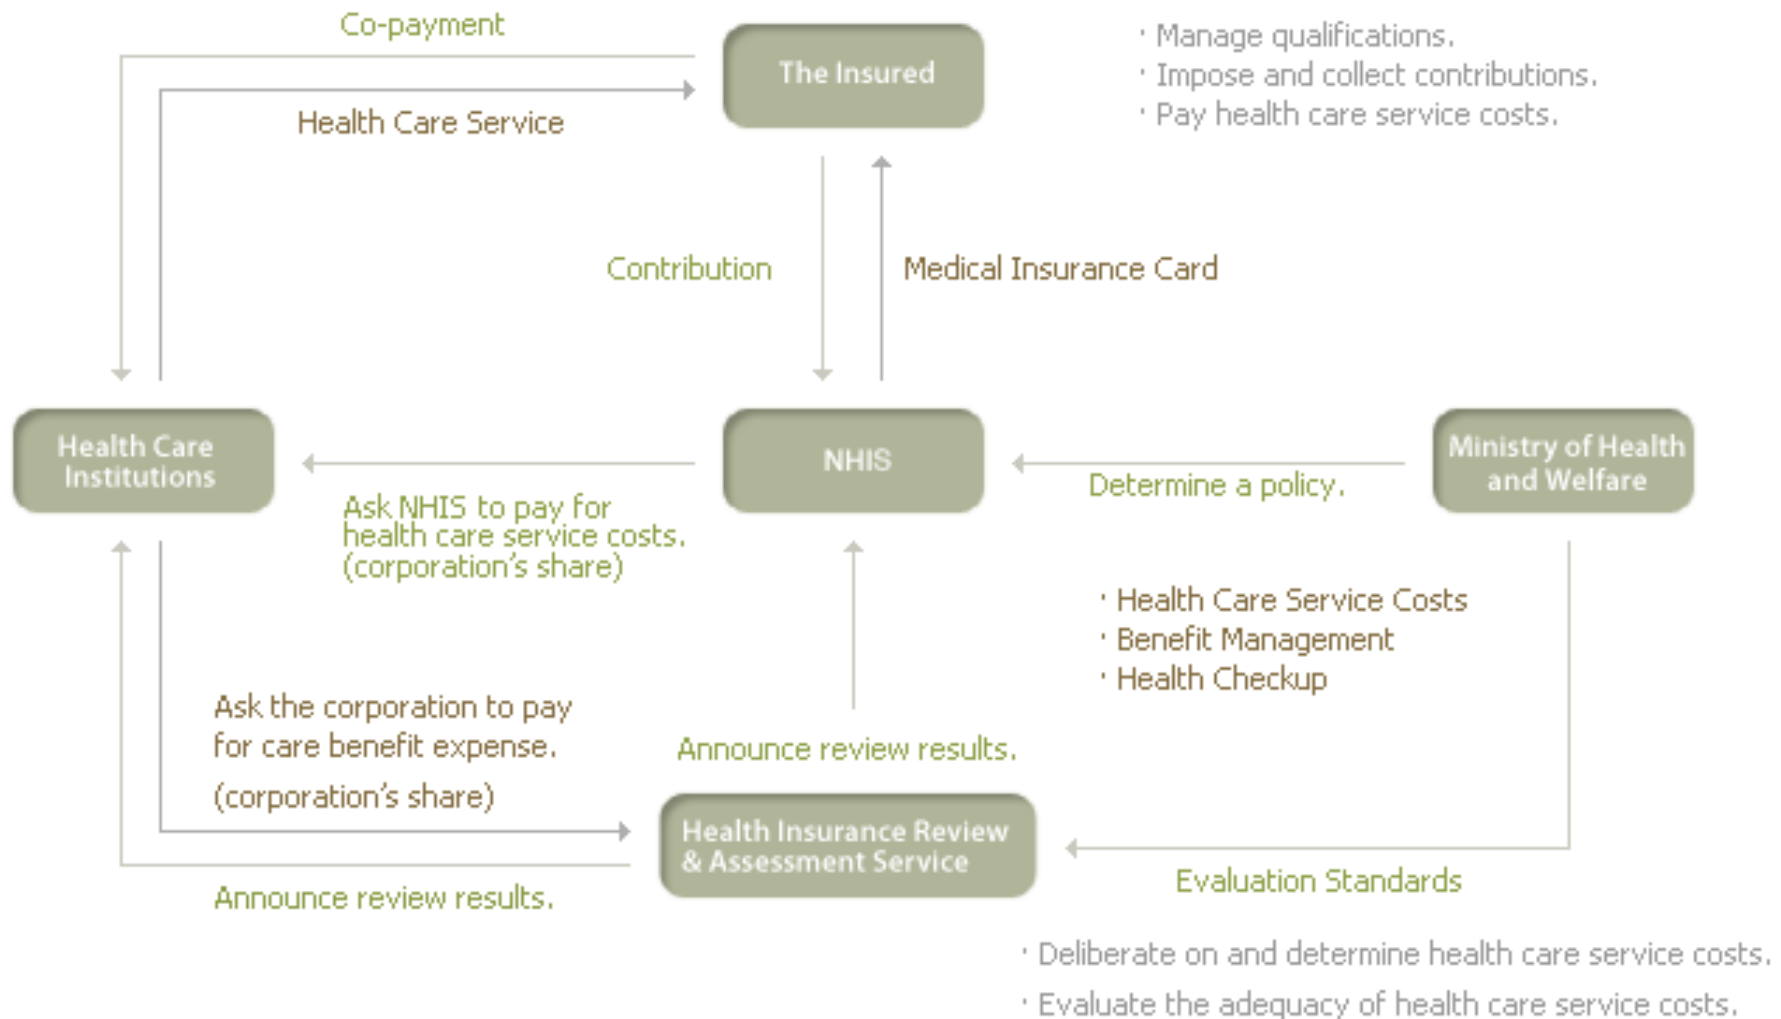 Co-payment
The Insured
· Manage qualifications.
· Impose and collect contributions.
· Pay health care service costs.
Health Care Service
Contribution
Medical Insurance Card
Health Care
Institutions
NHIS
Ministry of Health
and Welfare
Determine a policy.
Ask NHIS to pay for
health care service costs.
(corporation's share)
· Health Care Service Costs
· Benefit Management
· Health Checkup
Ask the corporation to pay
for care benefit expense.
(corporation's share)
Announce review results.
Health Insurance Review
& Assessment Service
Announce review results.
Evaluation Standards
· Deliberate on and determine health care service costs.
· Evaluate the adequacy of health care service costs.